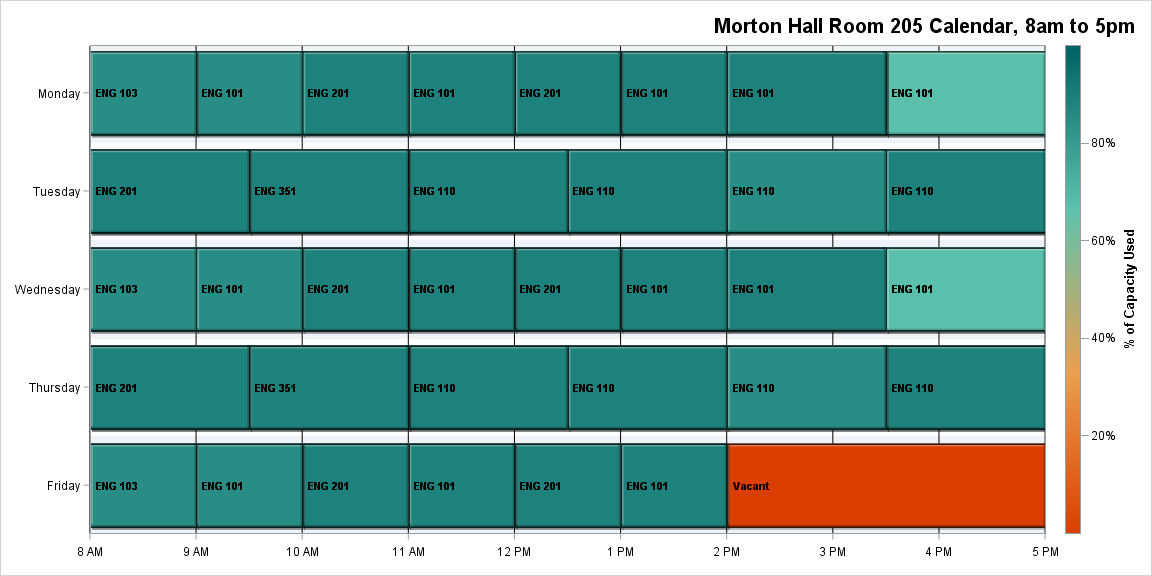 Morton Hall Room 205 Calendar, 8am to 5pm
Monday
ENG 103 ENG 101 ENG 201 ENG 101 ENG 201 ENG 101 ENG 101 ENG 101
Tuesday
ENG 201 ENG 351 ENG 110 ENG 110 ENG 110 ENG 110
Wednesday
ENG 103 ENG 101 ENG 201 ENG 101 ENG 201 ENG 101 ENG 101 ENG 101
Thursday
ENG 201 ENG 351 ENG 110 ENG 110 ENG 110 ENG 110
Friday
ENG 103 ENG 101 ENG 201 ENG 101 ENG 201 ENG 101 Vacant
8 AM 9 AM 10 AM 11 AM 12 PM 1 PM 2 PM 3 PM 4 PM 5 PM
80%
60%
40%
20%
% of Capacity Used